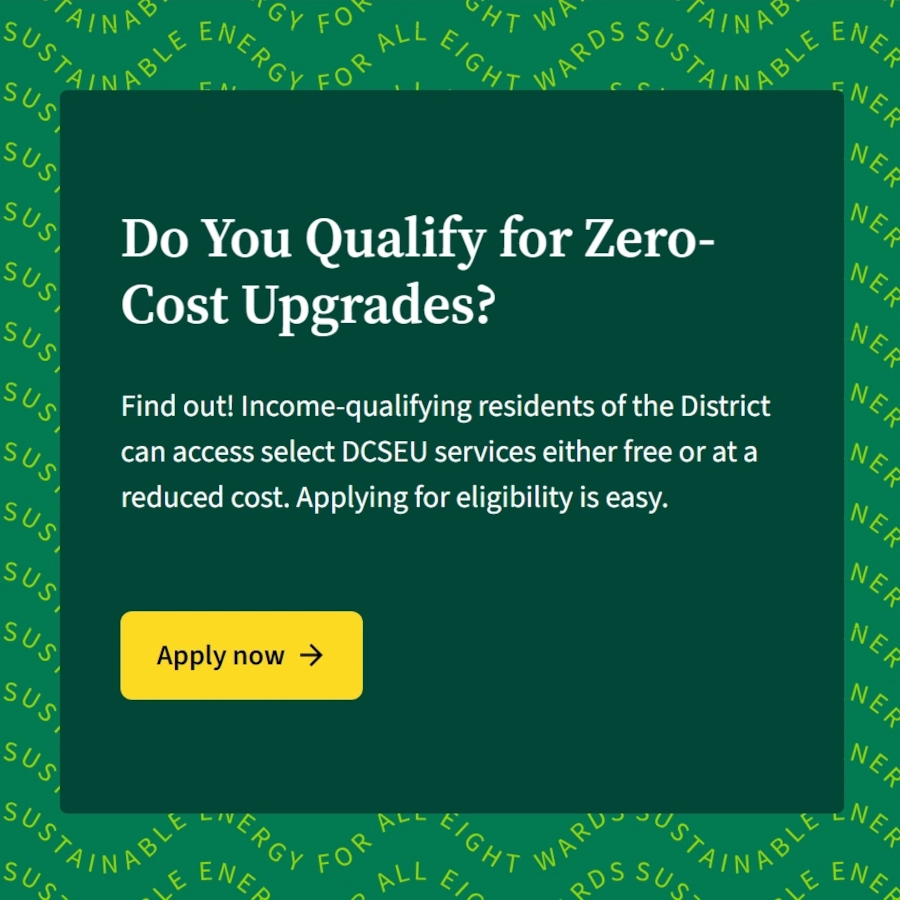 SUSTAINABLE ENERGY FOR ALL EIGHT WARDS SUSTAINABLE ENERGY
Do You Qualify for Zero-
Cost Upgrades?
Find out! Income-qualifying residents of the District
can access select DCSEU services either free or at a
reduced cost. Applying for eligibility is easy.
Apply now →
SUSTAINABLE ENERGY FOR ALL EIGHT WARDS SUSTAINABLE ENERGY